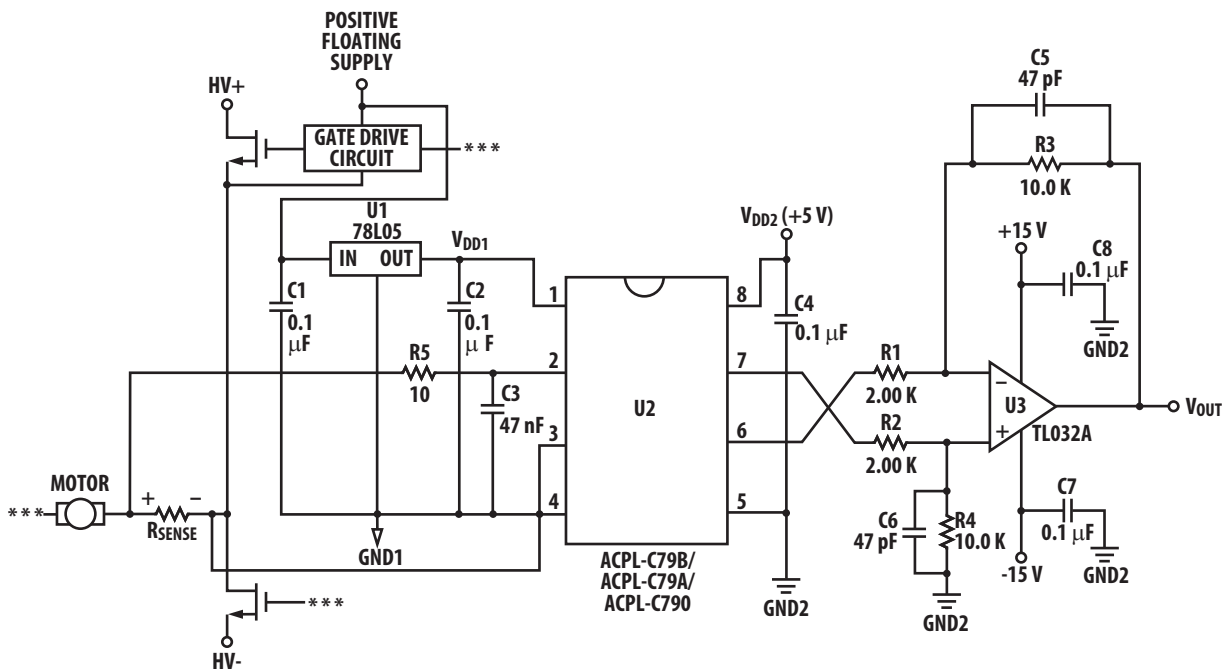 POSITIVE
FLOATING
SUPPLY
HV+
GATE DRIVE
CIRCUIT
***
U1
78L05
IN OUT
VDD1
C1
0.1
μF
C2
0.1
μ F
R5
10
C3
47 nF
MOTOR
***
+ −
RSENSE
GND1
***
HV-
1
2
3
4
U2
8
7
6
5
ACPL-C79B/
ACPL-C79A/
ACPL-C790
VDD2 (+5 V)
C4
0.1 μF
GND2
R1
2.00 K
R2
2.00 K
C5
47 pF
R3
10.0 K
+15 V
C8
0.1 μF
GND2
−
+
U3
TL032A
VOUT
C6
47 pF
R4
10.0 K
GND2
C7
0.1 μF
-15 V
GND2